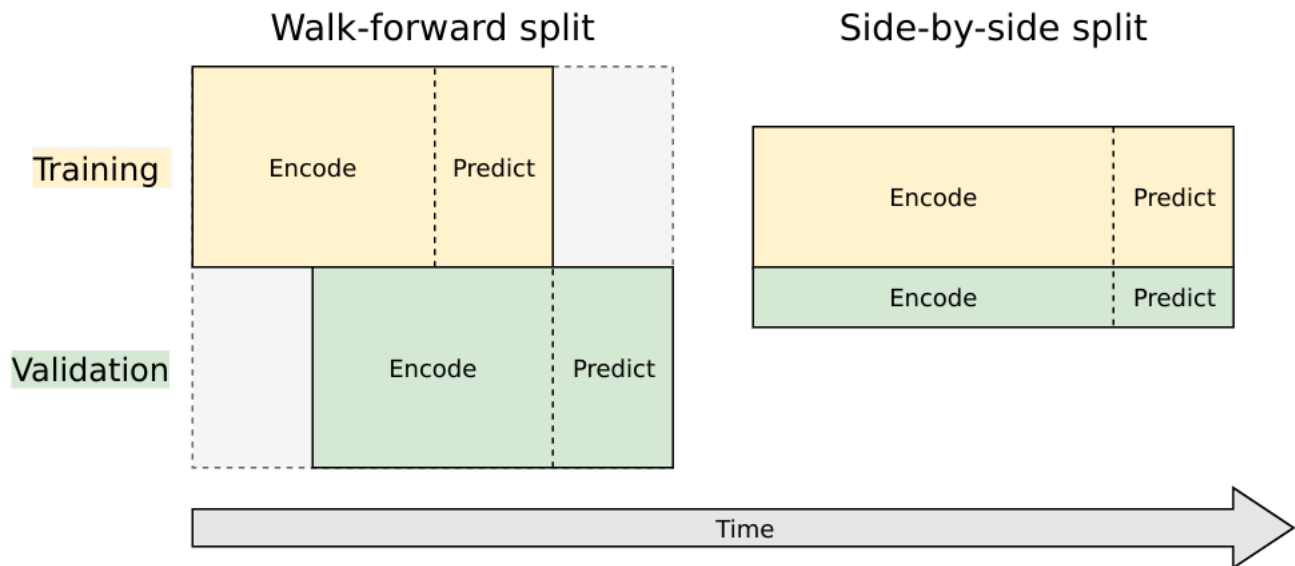 Walk-forward split
Side-by-side split
Training
Encode
Predict
Encode
Predict
Validation
Encode
Predict
Encode
Predict
Time